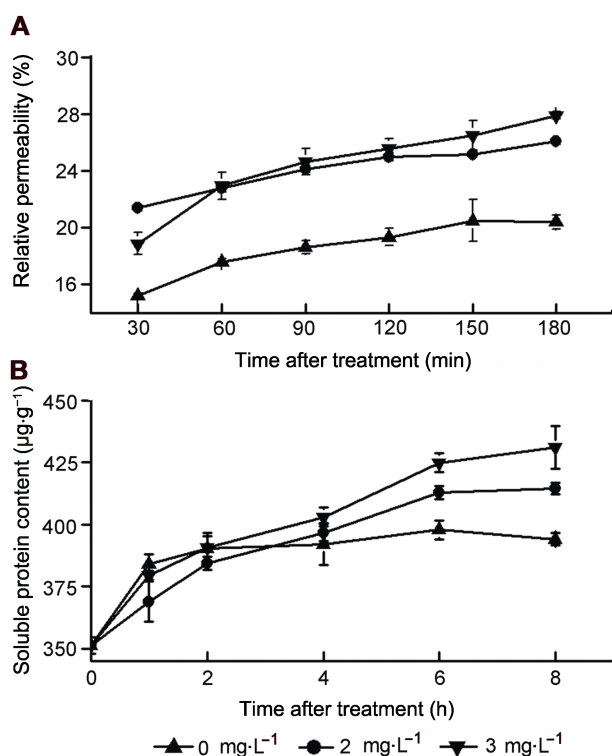 A
Relative permeability (%)
30
28
24
20
16
30 60 90 120 150 180
Time after treatment (min)
B
Soluble protein content (µg·g⁻¹)
450
425
400
375
350
0 2 4 6 8
Time after treatment (h)
0 mg·L⁻¹ 2 mg·L⁻¹ 3 mg·L⁻¹